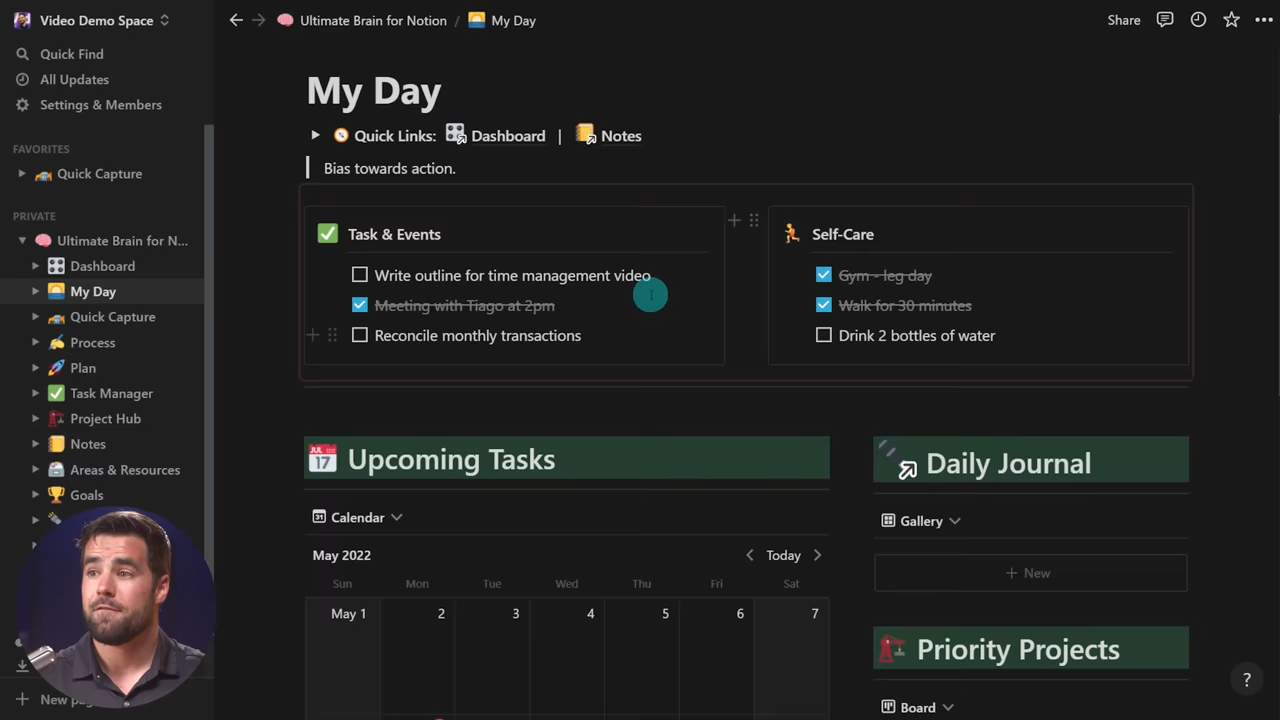 Video Demo Space
Quick Find
All Updates
Settings & Members
FAVORITES
Quick Capture
PRIVATE
Ultimate Brain for N...
Dashboard
My Day
Quick Capture
Process
Plan
Task Manager
Project Hub
Notes
Areas & Resources
Goals
New pa
Ultimate Brain for Notion / My Day
Share
My Day
Quick Links: Dashboard | Notes
Bias towards action.
Task & Events
Write outline for time management video
Meeting with Tiago at 2pm
Reconcile monthly transactions
Self-Care
Gym - leg day
Walk for 30 minutes
Drink 2 bottles of water
JUL
17
Upcoming Tasks
31 Calendar
May 2022
Today
Sun Mon Tue Wed Thu Fri Sat
May 1 2 3 4 5 6 7
Daily Journal
Gallery
+ New
Priority Projects
Board
?